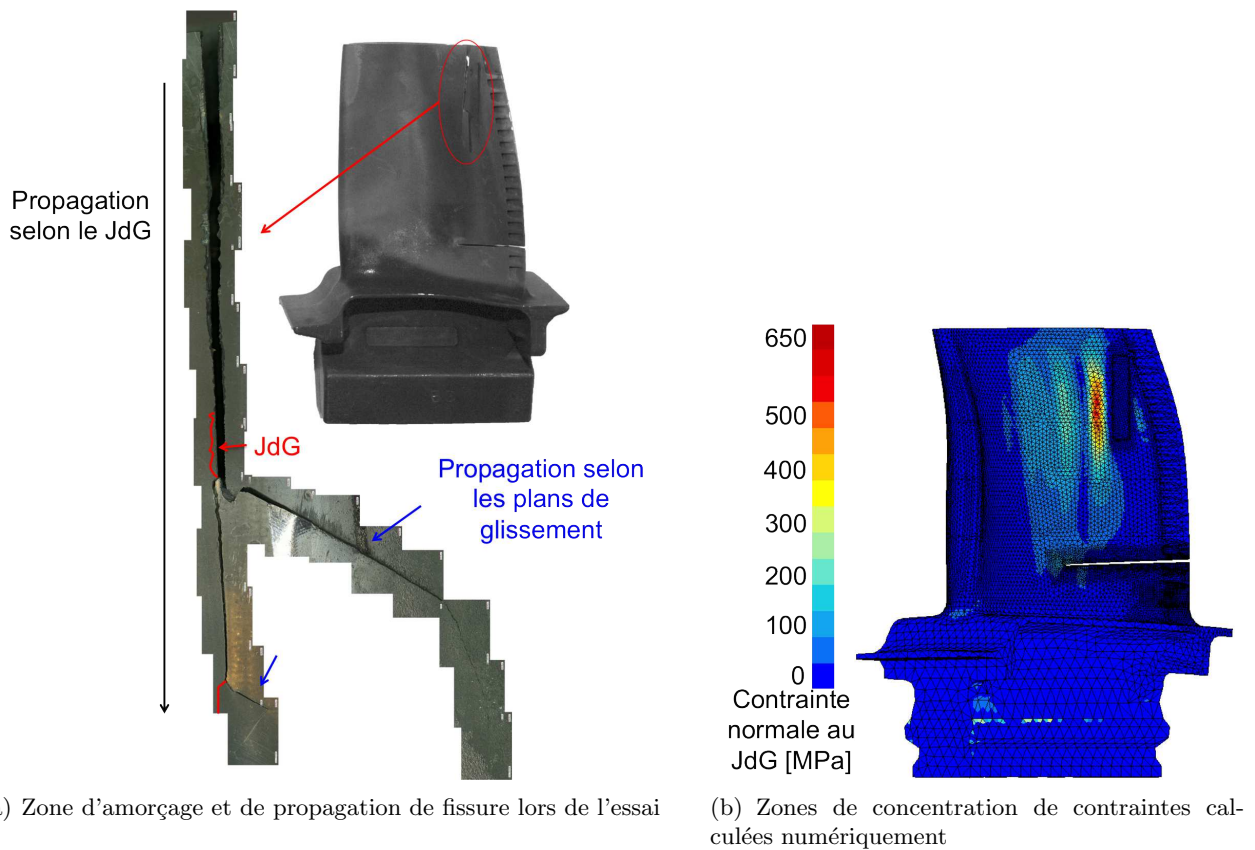 Propagation
selon le JdG
JdG
Propagation selon
les plans de
glissement
650
500
400
300
200
100
0
Contrainte
normale au
JdG [MPa]
) Zone d'amorçage et de propagation de fissure lors de l'essai
(b) Zones de concentration de contraintes cal-
culées numériquement